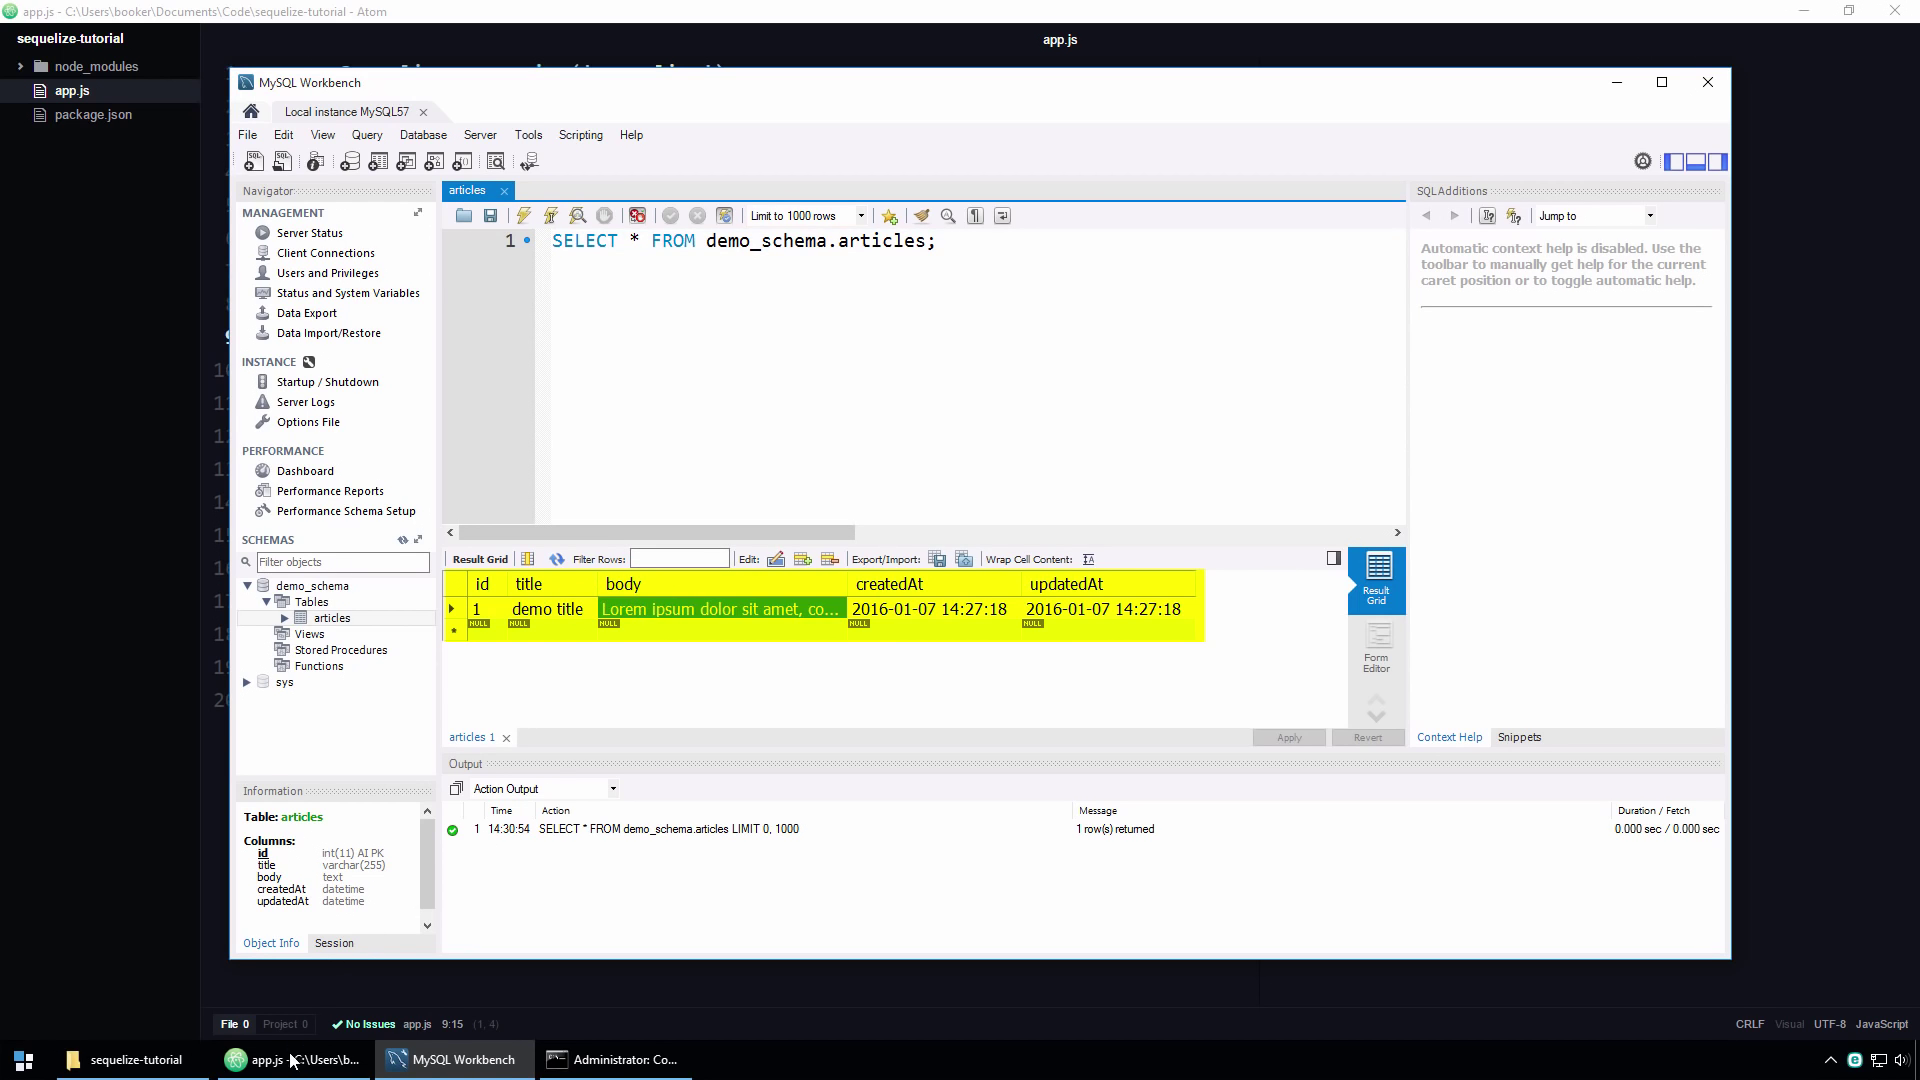 app.js - C:\Users\booker\Documents\Code\sequelize-tutorial - Atom
sequelize-tutorial
app.js
node_modules
app.js
package.json
MySQL Workbench
Local instance MySQL57
File Edit View Query Database Server Tools Scripting Help
Navigator
MANAGEMENT
Server Status
Client Connections
Users and Privileges
Status and System Variables
Data Export
Data Import/Restore
INSTANCE
Startup / Shutdown
Server Logs
Options File
PERFORMANCE
Dashboard
Performance Reports
Performance Schema Setup
SCHEMAS
Filter objects
demo_schema
Tables
articles
Views
Stored Procedures
Functions
sys
Information
Table: articles
Columns:
id int(11) AI PK
title varchar(255)
body text
createdAt datetime
updatedAt datetime
Object Info Session
articles
Limit to 1000 rows
1 SELECT * FROM demo_schema.articles;
Result Grid Filter Rows: Edit: Export/Import: Wrap Cell Content:
id title body createdAt updatedAt
1 demo title Lorem ipsum dolor sit amet, co... 2016-01-07 14:27:18 2016-01-07 14:27:18
NULL NULL NULL NULL NULL
Result
Grid
Form
Editor
articles 1 Apply Revert
SQLAdditions
Jump to
Automatic context help is disabled. Use the
toolbar to manually get help for the current
caret position or to toggle automatic help.
Context Help Snippets
Output
Action Output
Time Action Message Duration / Fetch
1 14:30:54 SELECT * FROM demo_schema.articles LIMIT 0, 1000 1 row(s) returned 0.000 sec / 0.000 sec
File 0 Project 0 No Issues app.js 9:15 (1, 4) CRLF Visual UTF-8 JavaScript
sequelize-tutorial app.js - C:\Users\b... MySQL Workbench Administrator: Co...